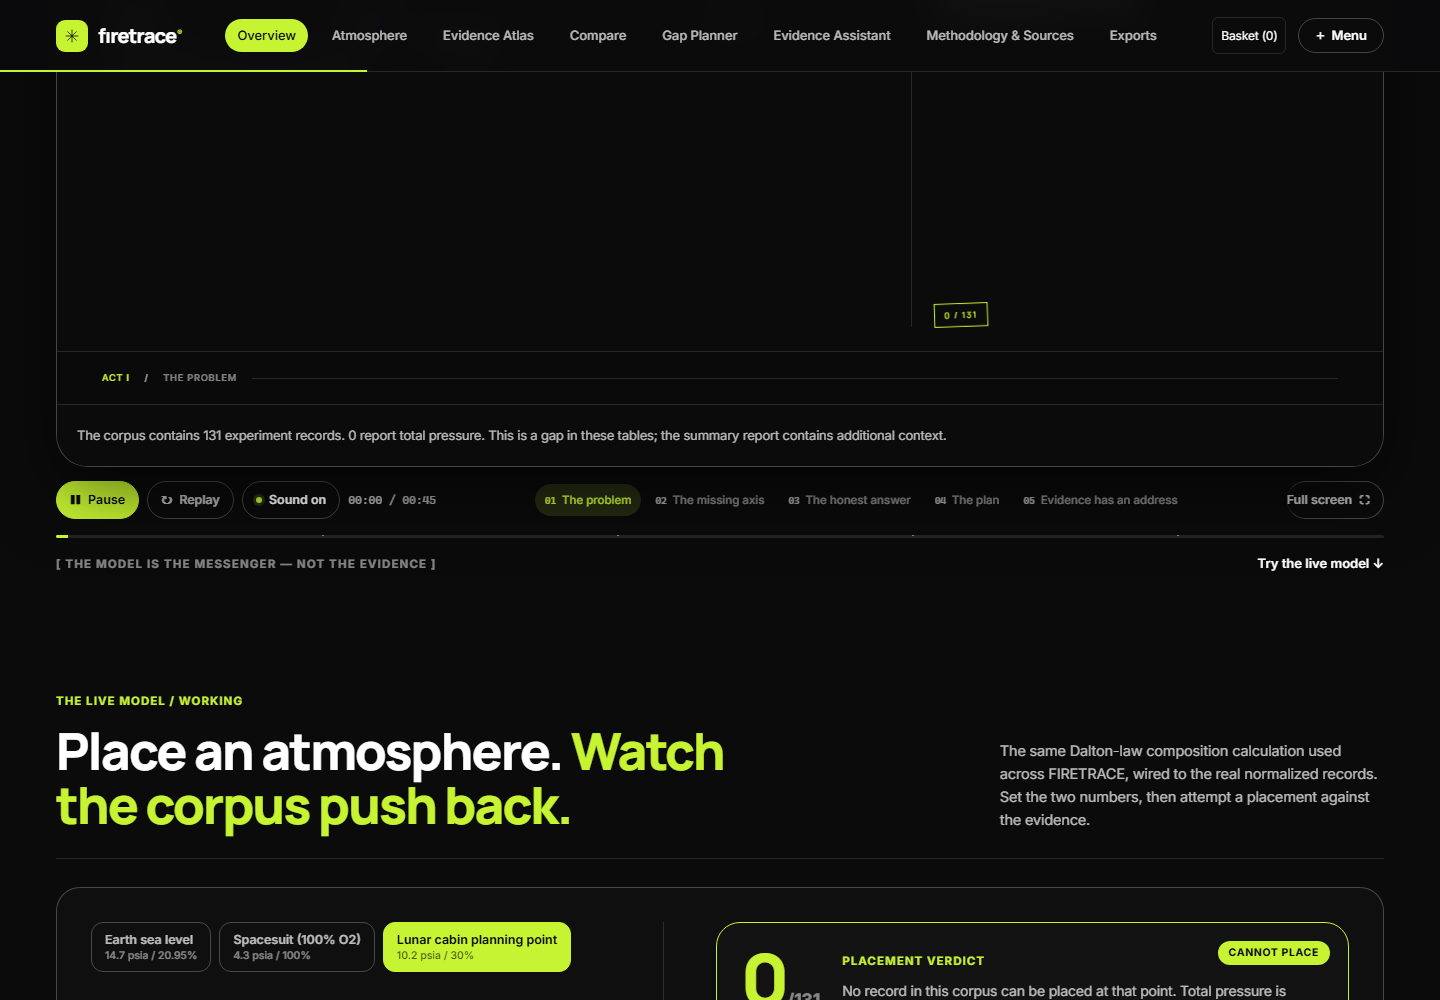 firetrace
Overview
Atmosphere
Evidence Atlas
Compare
Gap Planner
Evidence Assistant
Methodology & Sources
Exports
Basket (0)
+ Menu
0 / 131
ACT I / THE PROBLEM
The corpus contains 131 experiment records. 0 report total pressure. This is a gap in these tables; the summary report contains additional context.
Pause
Replay
Sound on
00:00 / 00:45
01 The problem
02 The missing axis
03 The honest answer
04 The plan
05 Evidence has an address
Full screen
[ THE MODEL IS THE MESSENGER — NOT THE EVIDENCE ]
Try the live model ↓
THE LIVE MODEL / WORKING
Place an atmosphere. Watch
the corpus push back.
The same Dalton-law composition calculation used
across FIRETRACE, wired to the real normalized records.
Set the two numbers, then attempt a placement against
the evidence.
Earth sea level
14.7 psia / 20.95%
Spacesuit (100% O2)
4.3 psia / 100%
Lunar cabin planning point
10.2 psia / 30%
CANNOT PLACE
0/131
PLACEMENT VERDICT
No record in this corpus can be placed at that point. Total pressure is